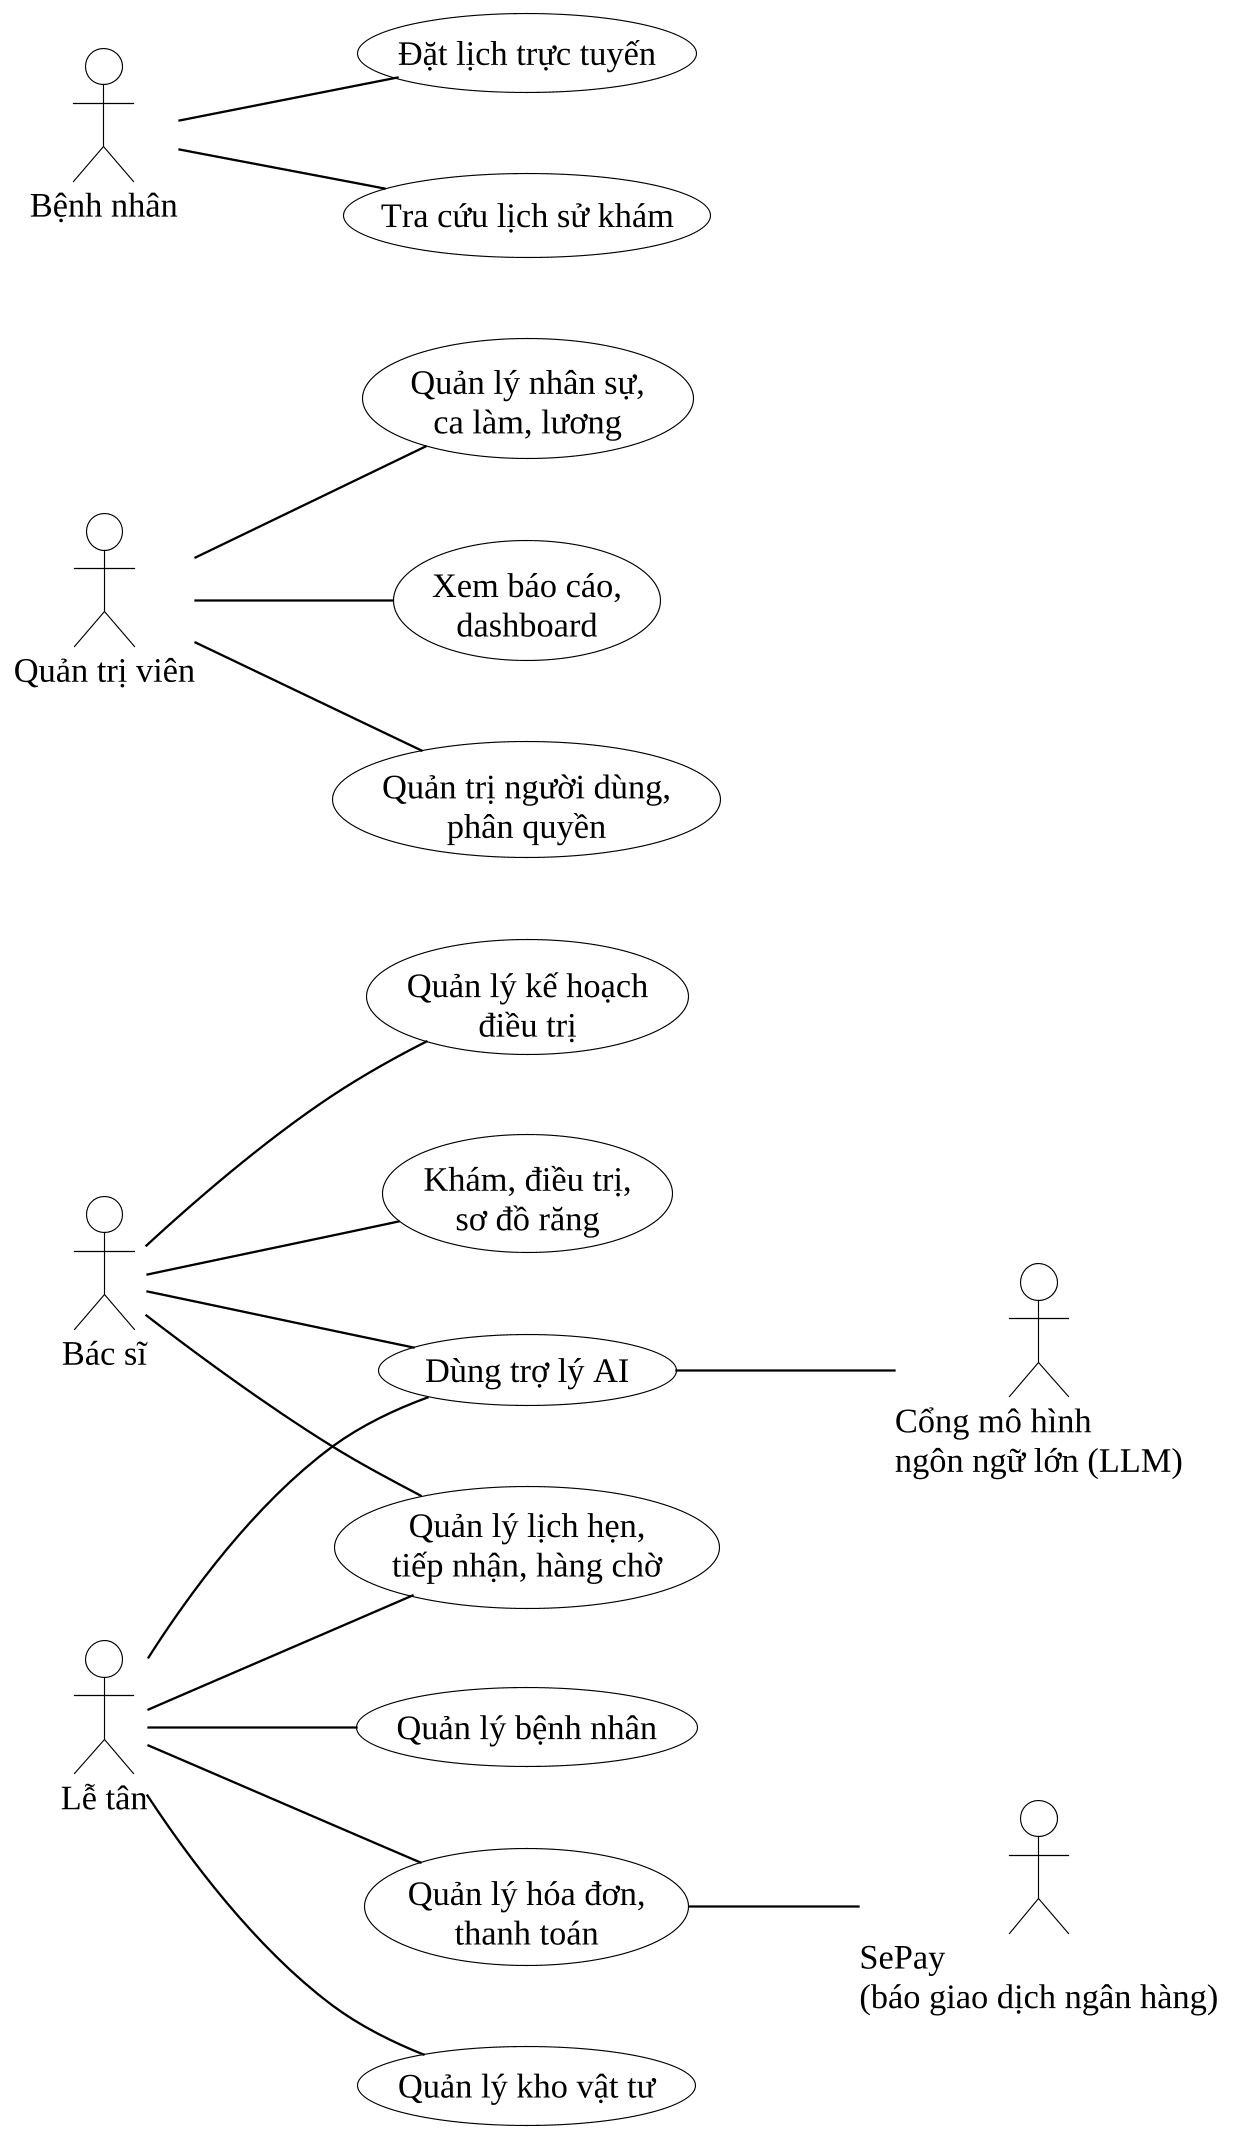 Đặt lịch trực tuyến
Bệnh nhân
Tra cứu lịch sử khám
Quản lý nhân sự,
ca làm, lương
Xem báo cáo,
dashboard
Quản trị viên
Quản trị người dùng,
phân quyền
Quản lý kế hoạch
điều trị
Khám, điều trị,
sơ đồ răng
Bác sĩ
Dùng trợ lý AI
Cổng mô hình
ngôn ngữ lớn (LLM)
Quản lý lịch hẹn,
tiếp nhận, hàng chờ
Quản lý bệnh nhân
Lễ tân
Quản lý hóa đơn,
thanh toán
SePay
(báo giao dịch ngân hàng)
Quản lý kho vật tư